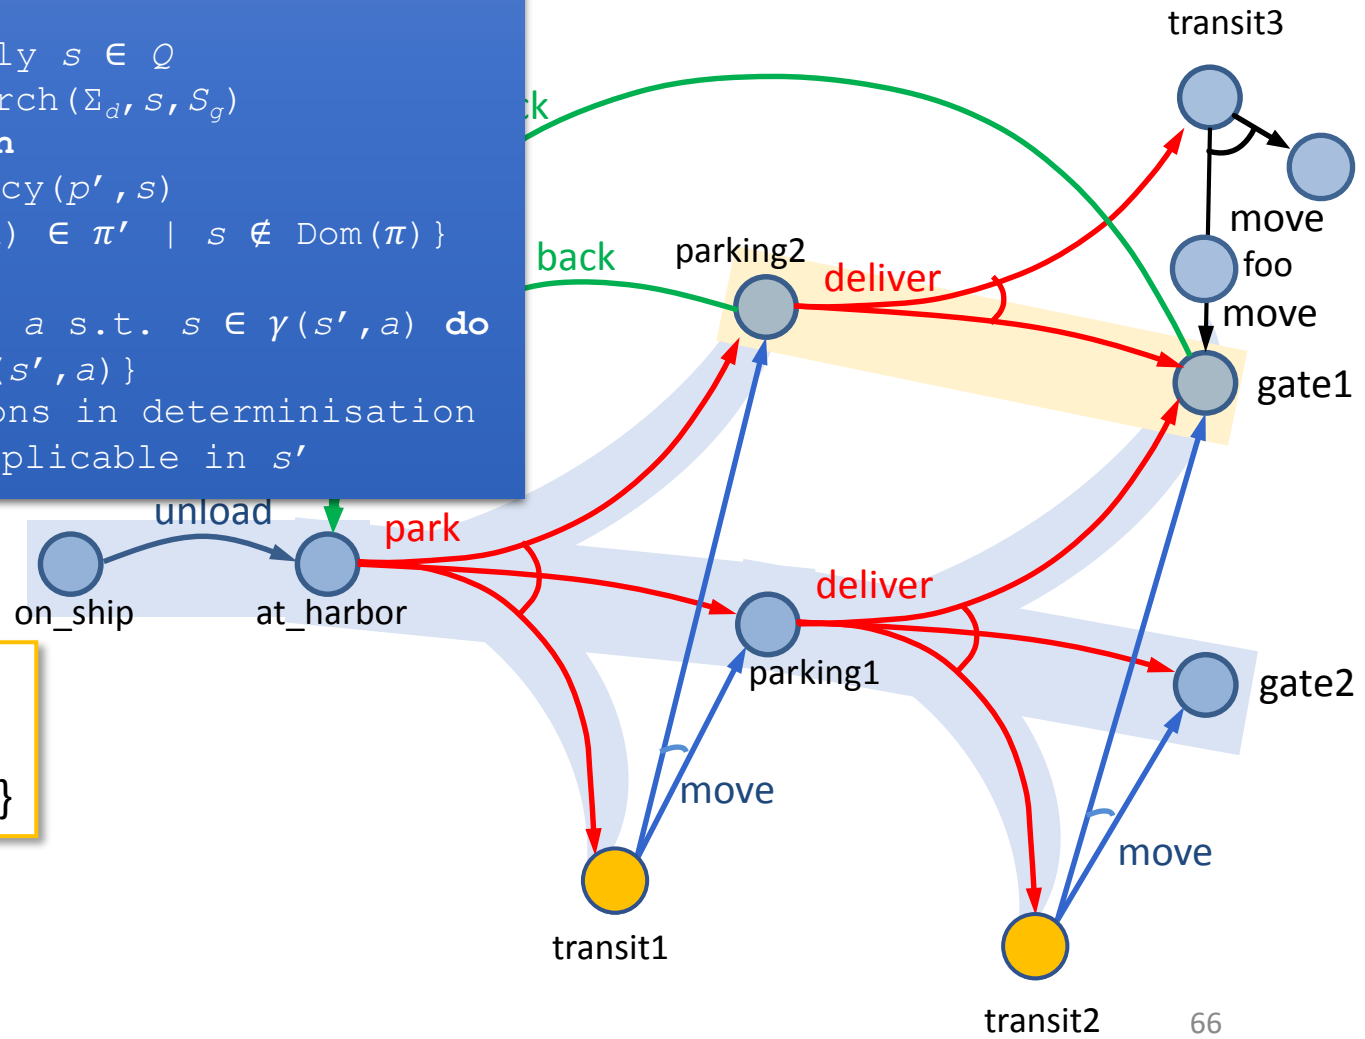 ly s ∈ Q
rch(Σd,s,Sg)
n
cy(p′,s)
) ∈ π′ | s ∉ Dom(π)}
a s.t. s ∈ γ(s′,a) do
(s′,a)}
ons in determinisation
plicable in s′
transit3
ck
move
foo
move
parking2
back
deliver
gate1
unload
park
on_ship
at_harbor
deliver
parking1
gate2
}
move
move
transit1
transit2
66